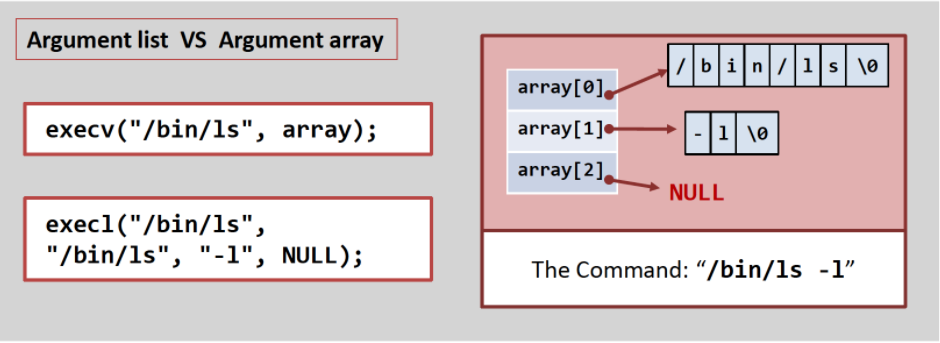 Argument list VS Argument array
execv("/bin/ls", array);
execl("/bin/ls",
"/bin/ls", "-l", NULL);
array[0]
/ b i n / l s \0
array[1]
- l \0
array[2]
NULL
The Command: “/bin/ls -l”